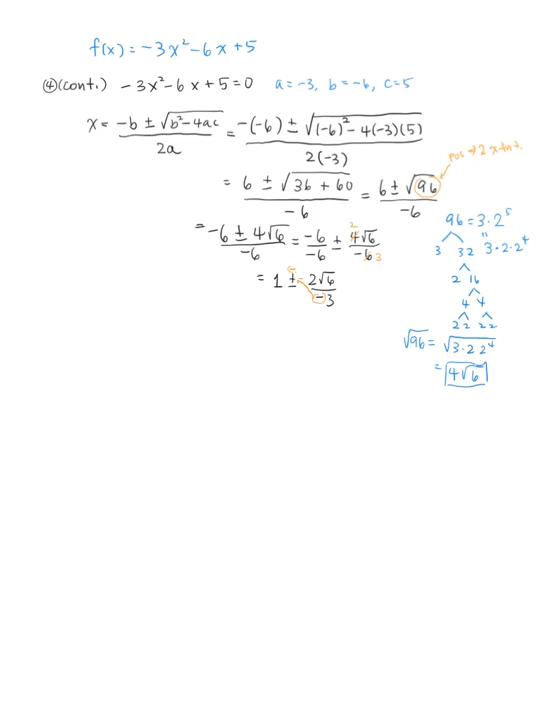 f(x) = -3x² - 6x + 5
④(cont.) -3x² - 6x + 5 = 0 a = -3, b = -6, c = 5
x = (-b ± √(b² - 4ac))/(2a) = (-(-6) ± √((-6)² - 4(-3)(5)))/(2(-3))
pos → 2 x-int.
= (6 ± √(36 + 60))/(-6) = (6 ± √96)/(-6)
= (-6 ± 4√6)/(-6) = -6/-6 ± 4√6/-6 2 3
= 1 ± 2√6/-3
96 = 3·2⁵
3 32 " 3·2·2⁴
2 16
4 4
2 2 2 2
√96 = √(3·2 2⁴)
= 4√6